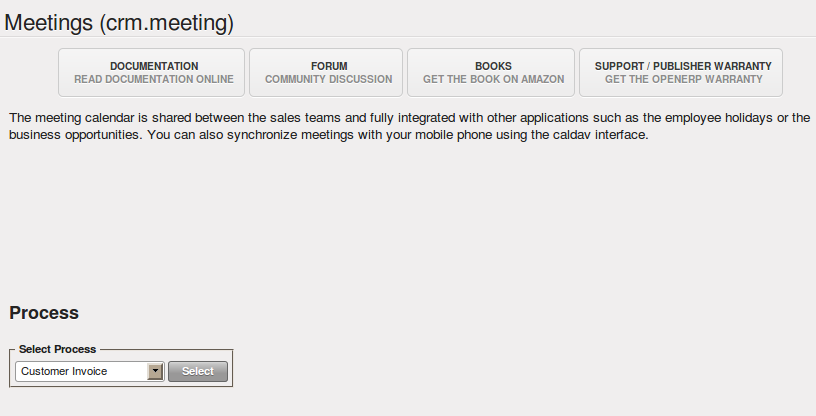 Meetings (crm.meeting)
DOCUMENTATION
READ DOCUMENTATION ONLINE
FORUM
COMMUNITY DISCUSSION
BOOKS
GET THE BOOK ON AMAZON
SUPPORT / PUBLISHER WARRANTY
GET THE OPENERP WARRANTY
The meeting calendar is shared between the sales teams and fully integrated with other applications such as the employee holidays or the
business opportunities. You can also synchronize meetings with your mobile phone using the caldav interface.
Process
Select Process
Customer Invoice
Select